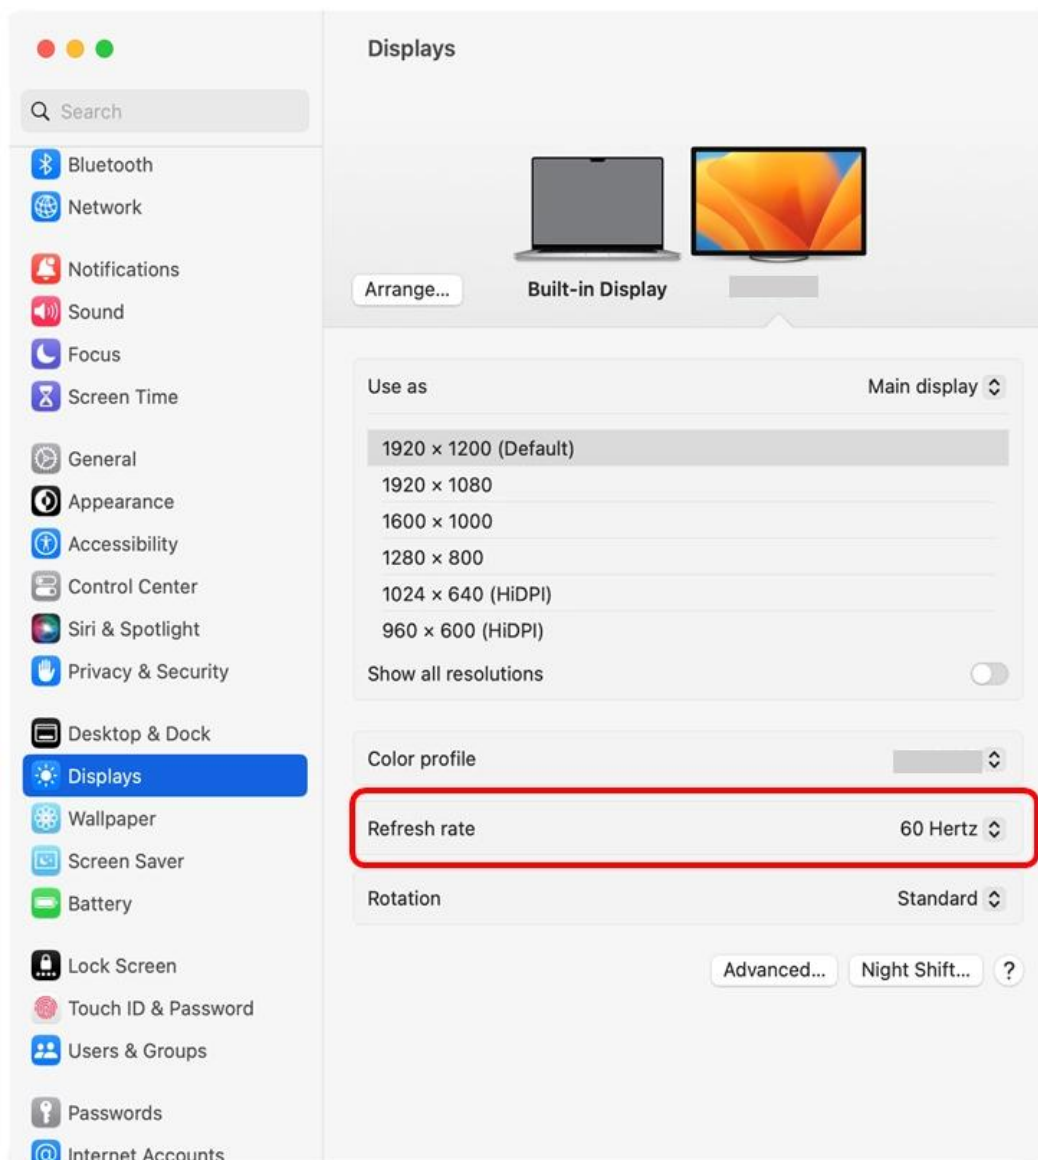 Displays
Search
Bluetooth
Network
Notifications
Sound
Focus
Screen Time
General
Appearance
Accessibility
Control Center
Siri & Spotlight
Privacy & Security
Desktop & Dock
Displays
Wallpaper
Screen Saver
Battery
Lock Screen
Touch ID & Password
Users & Groups
Passwords
Internet Accounts
Arrange... Built-in Display
Use as Main display
1920 × 1200 (Default)
1920 × 1080
1600 × 1000
1280 × 800
1024 × 640 (HiDPI)
960 × 600 (HiDPI)
Show all resolutions
Color profile
Refresh rate 60 Hertz
Rotation Standard
Advanced... Night Shift... ?